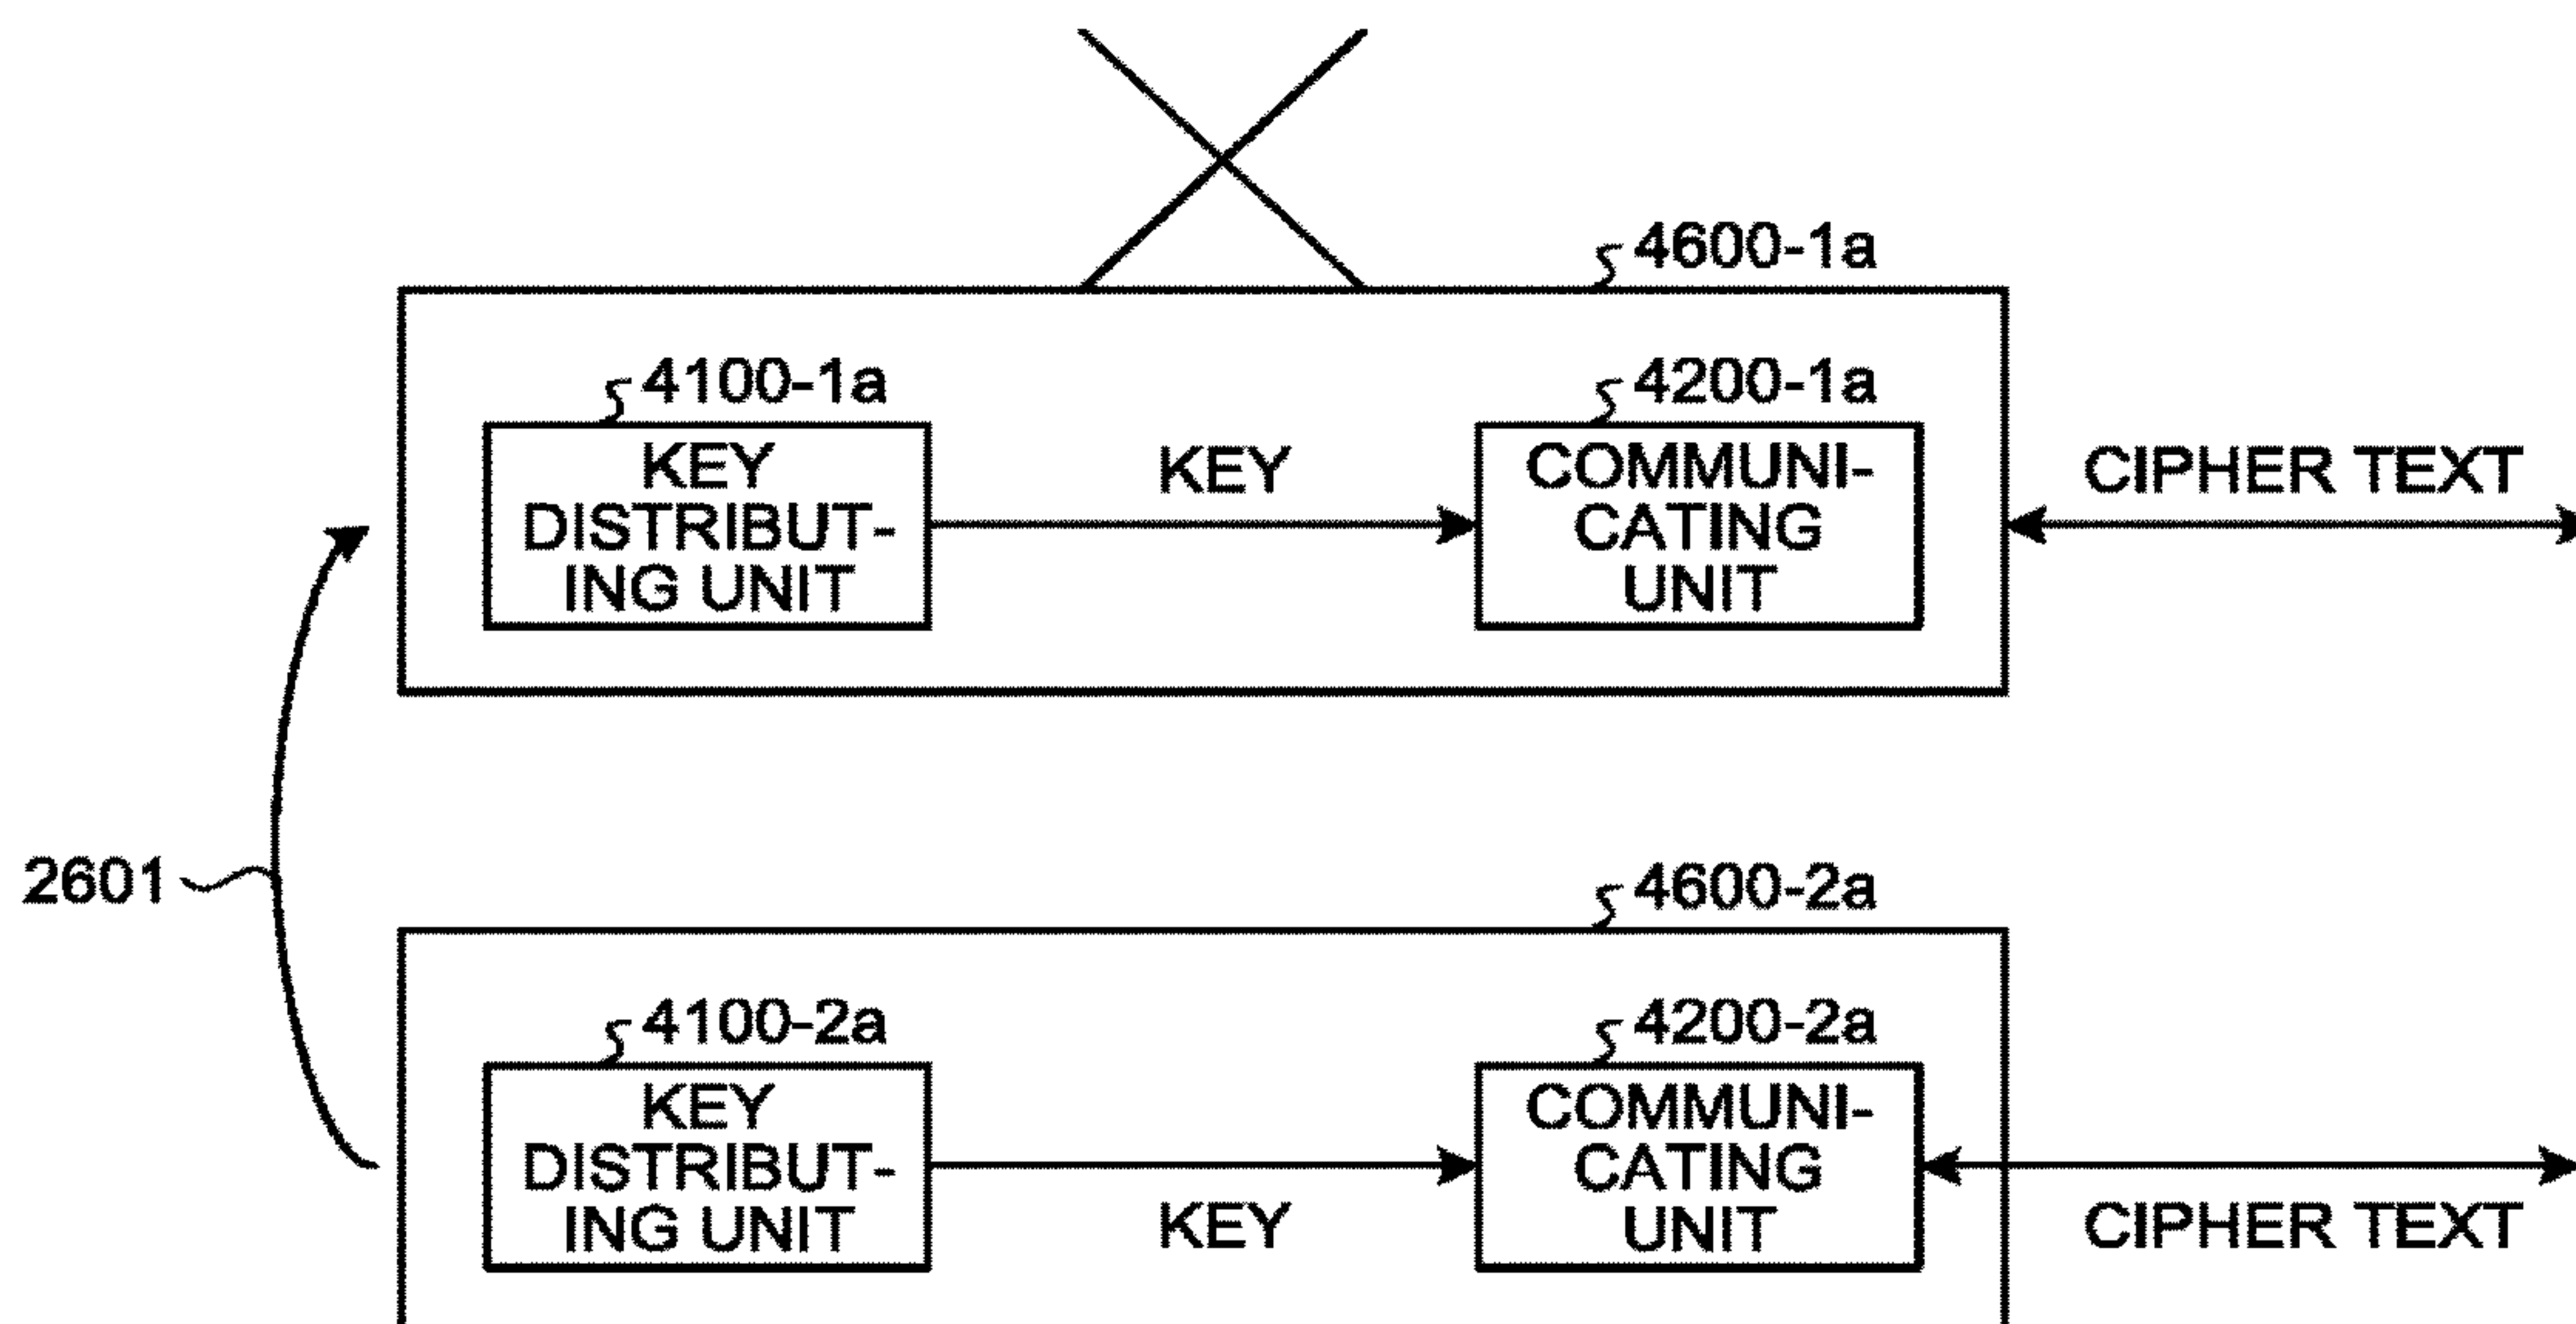 4600-1a
4100-1a
4200-1a
KEY
DISTRIBUT-
ING UNIT
KEY
COMMUNI-
CATING
UNIT
CIPHER TEXT
2601
4600-2a
4100-2a
4200-2a
KEY
DISTRIBUT-
ING UNIT
KEY
COMMUNI-
CATING
UNIT
CIPHER TEXT